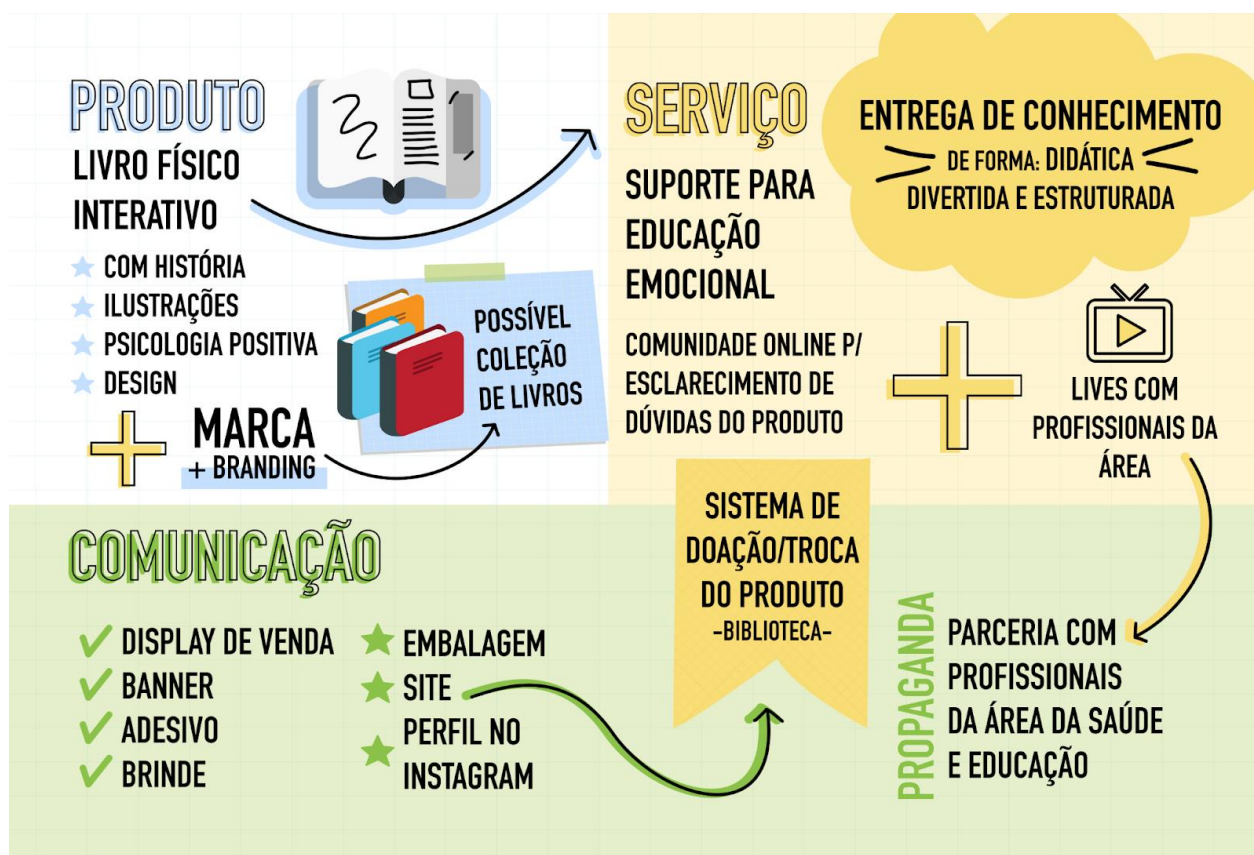 PRODUTO
LIVRO FÍSICO
INTERATIVO
COM HISTÓRIA
ILUSTRAÇÕES
PSICOLOGIA POSITIVA
DESIGN
MARCA
+ BRANDING
POSSÍVEL
COLEÇÃO
DE LIVROS
SERVIÇO
SUPORTE PARA
EDUCAÇÃO
EMOCIONAL
COMUNIDADE ONLINE P/
ESCLARECIMENTO DE
DÚVIDAS DO PRODUTO
ENTREGA DE CONHECIMENTO
DE FORMA: DIDÁTICA
DIVERTIDA E ESTRUTURADA
LIVES COM
PROFISSIONAIS DA
ÁREA
COMUNICAÇÃO
DISPLAY DE VENDA
BANNER
ADESIVO
BRINDE
EMBALAGEM
SITE
PERFIL NO
INSTAGRAM
SISTEMA DE
DOAÇÃO/TROCA
DO PRODUTO
-BIBLIOTECA-
PROPAGANDA
PARCERIA COM
PROFISSIONAIS
DA ÁREA DA SAÚDE
E EDUCAÇÃO